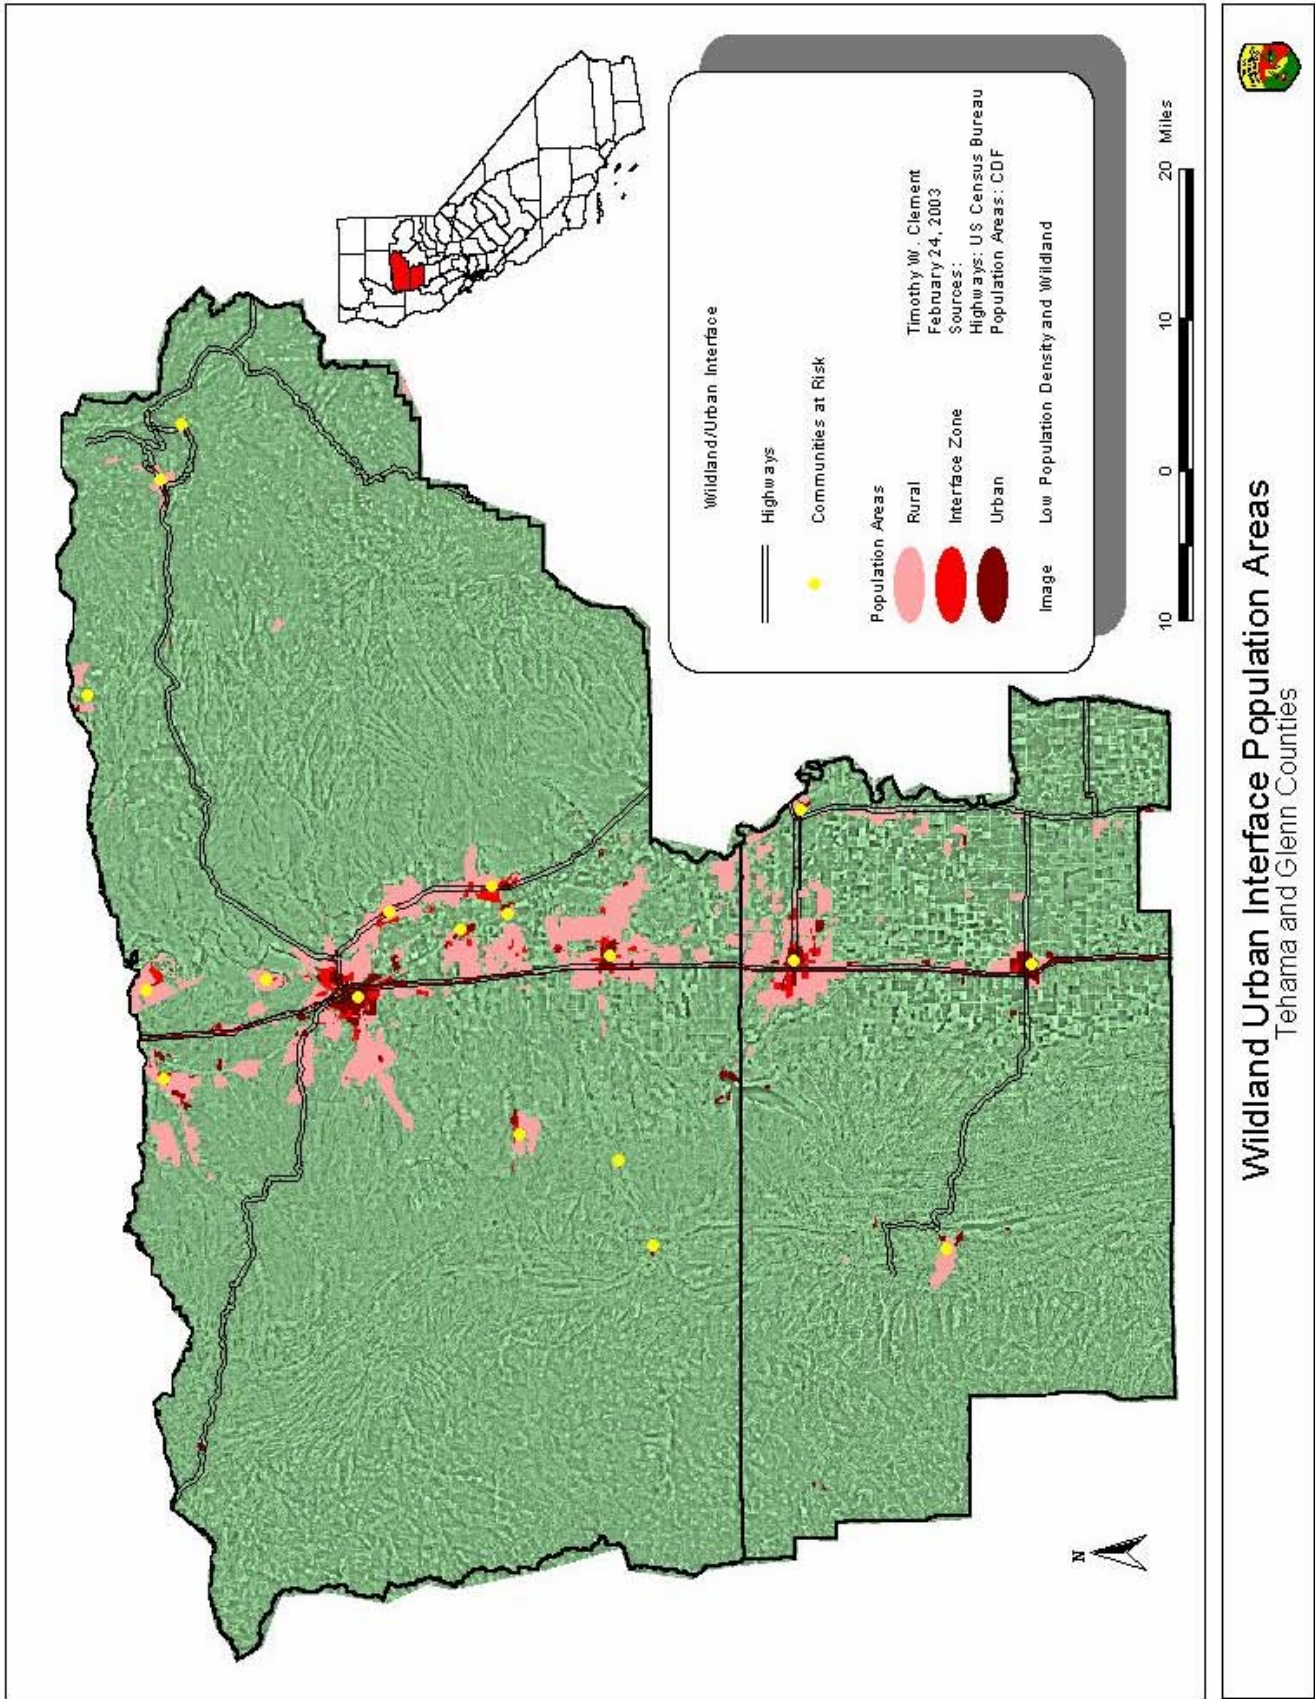 Wildland/Urban Interface
Highways
Communities at Risk
Population Areas
Rural
Interface Zone
Urban
Image Low Population Density and Wildland
Timothy W. Clement
February 24, 2003
Sources:
Highways: US Census Bureau
Population Areas: CDF
10 0 10 20 Miles
N
Wildland Urban Interface Population Areas
Tehama and Glenn Counties